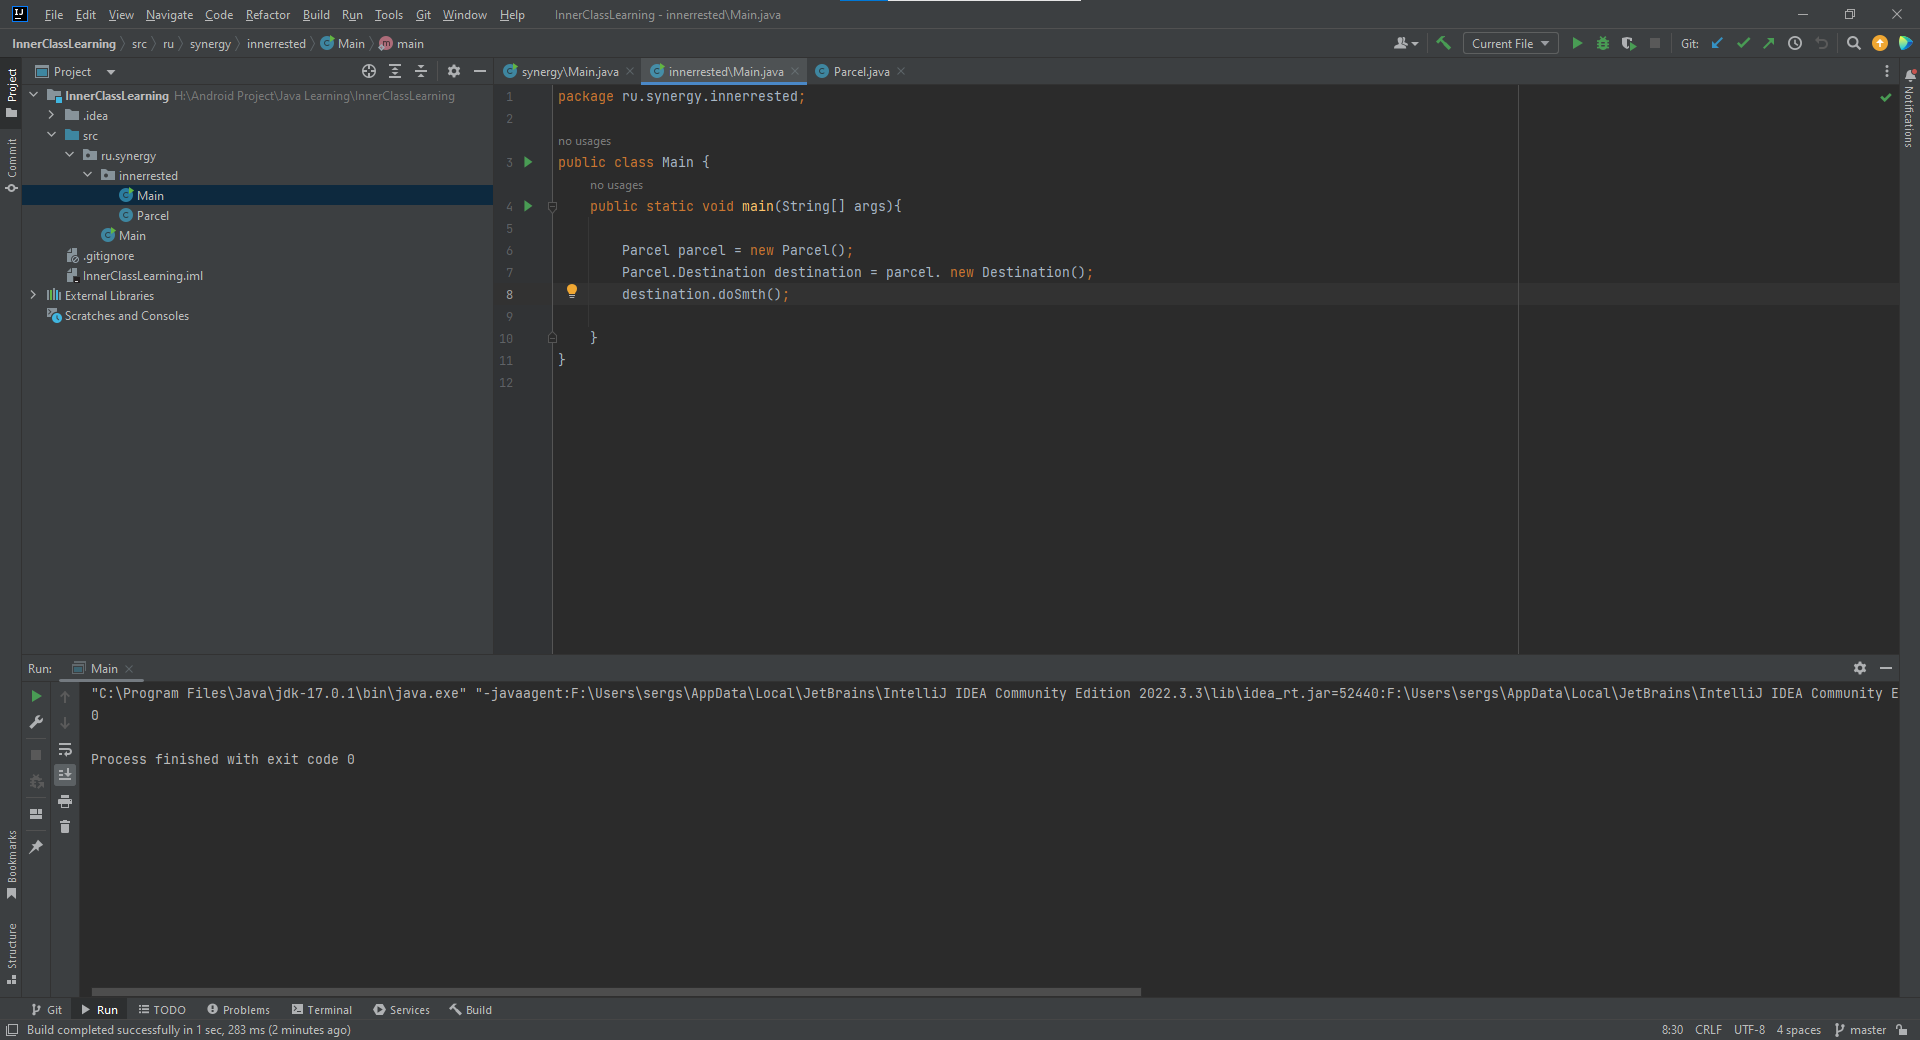 File Edit View Navigate Code Refactor Build Run Tools Git Window Help InnerClassLearning - innerrested\Main.java
InnerClassLearning src ru synergy innerrested Main main Current File Git:
Project
synergy\Main.java innerrested\Main.java Parcel.java
Project
Commit
Bookmarks
Structure
Notifications
InnerClassLearning H:\Android Project\Java Learning\InnerClassLearning
.idea
src
ru.synergy
innerrested
Main
Parcel
Main
.gitignore
InnerClassLearning.iml
External Libraries
Scratches and Consoles
1 package ru.synergy.innerrested;
2
no usages
3 public class Main {
no usages
4 public static void main(String[] args){
5
6 Parcel parcel = new Parcel();
7 Parcel.Destination destination = parcel. new Destination();
8 destination.doSmth();
9
10 }
11 }
12
Run: Main
"C:\Program Files\Java\jdk-17.0.1\bin\java.exe" "-javaagent:F:\Users\sergs\AppData\Local\JetBrains\IntelliJ IDEA Community Edition 2022.3.3\lib\idea_rt.jar=52440:F:\Users\sergs\AppData\Local\JetBrains\IntelliJ IDEA Community E
0
Process finished with exit code 0
Git Run TODO Problems Terminal Services Build
Build completed successfully in 1 sec, 283 ms (2 minutes ago) 8:30 CRLF UTF-8 4 spaces master